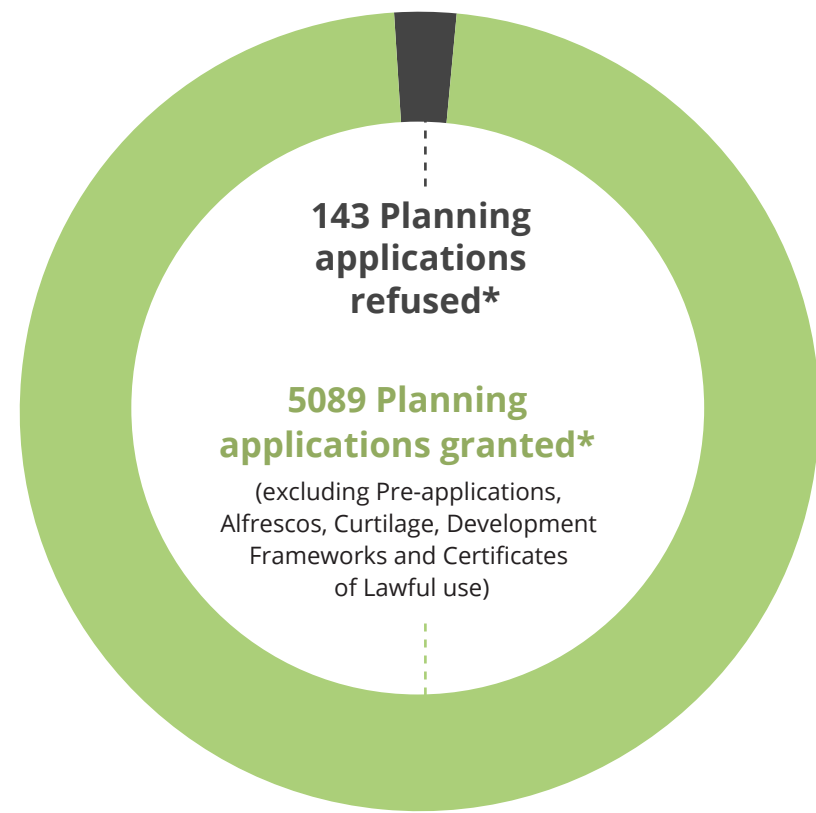 143 Planning
applications
refused*
5089 Planning
applications granted*
(excluding Pre-applications,
Alfrescos, Curtilage, Development
Frameworks and Certificates
of Lawful use)